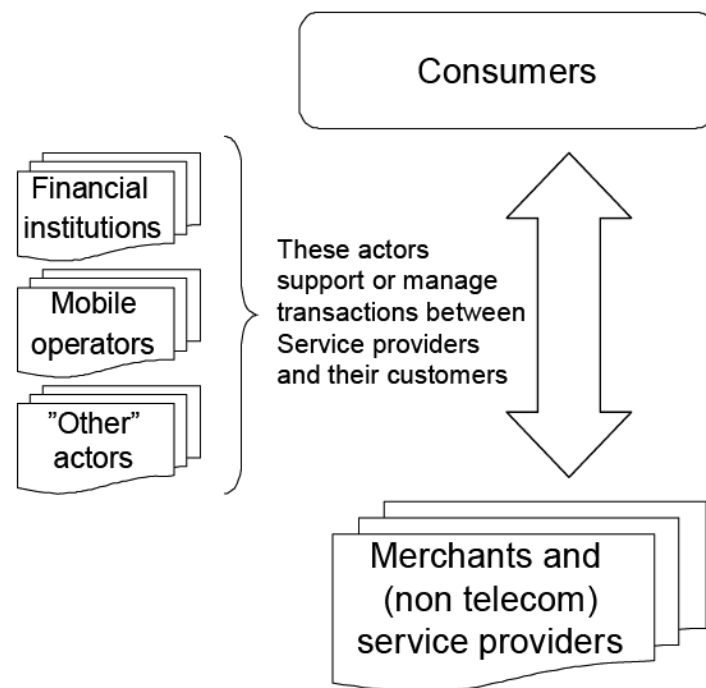 Consumers
Financial
institutions
Mobile
operators
”Other”
actors
These actors
support or manage
transactions between
Service providers
and their customers
Merchants and
(non telecom)
service providers